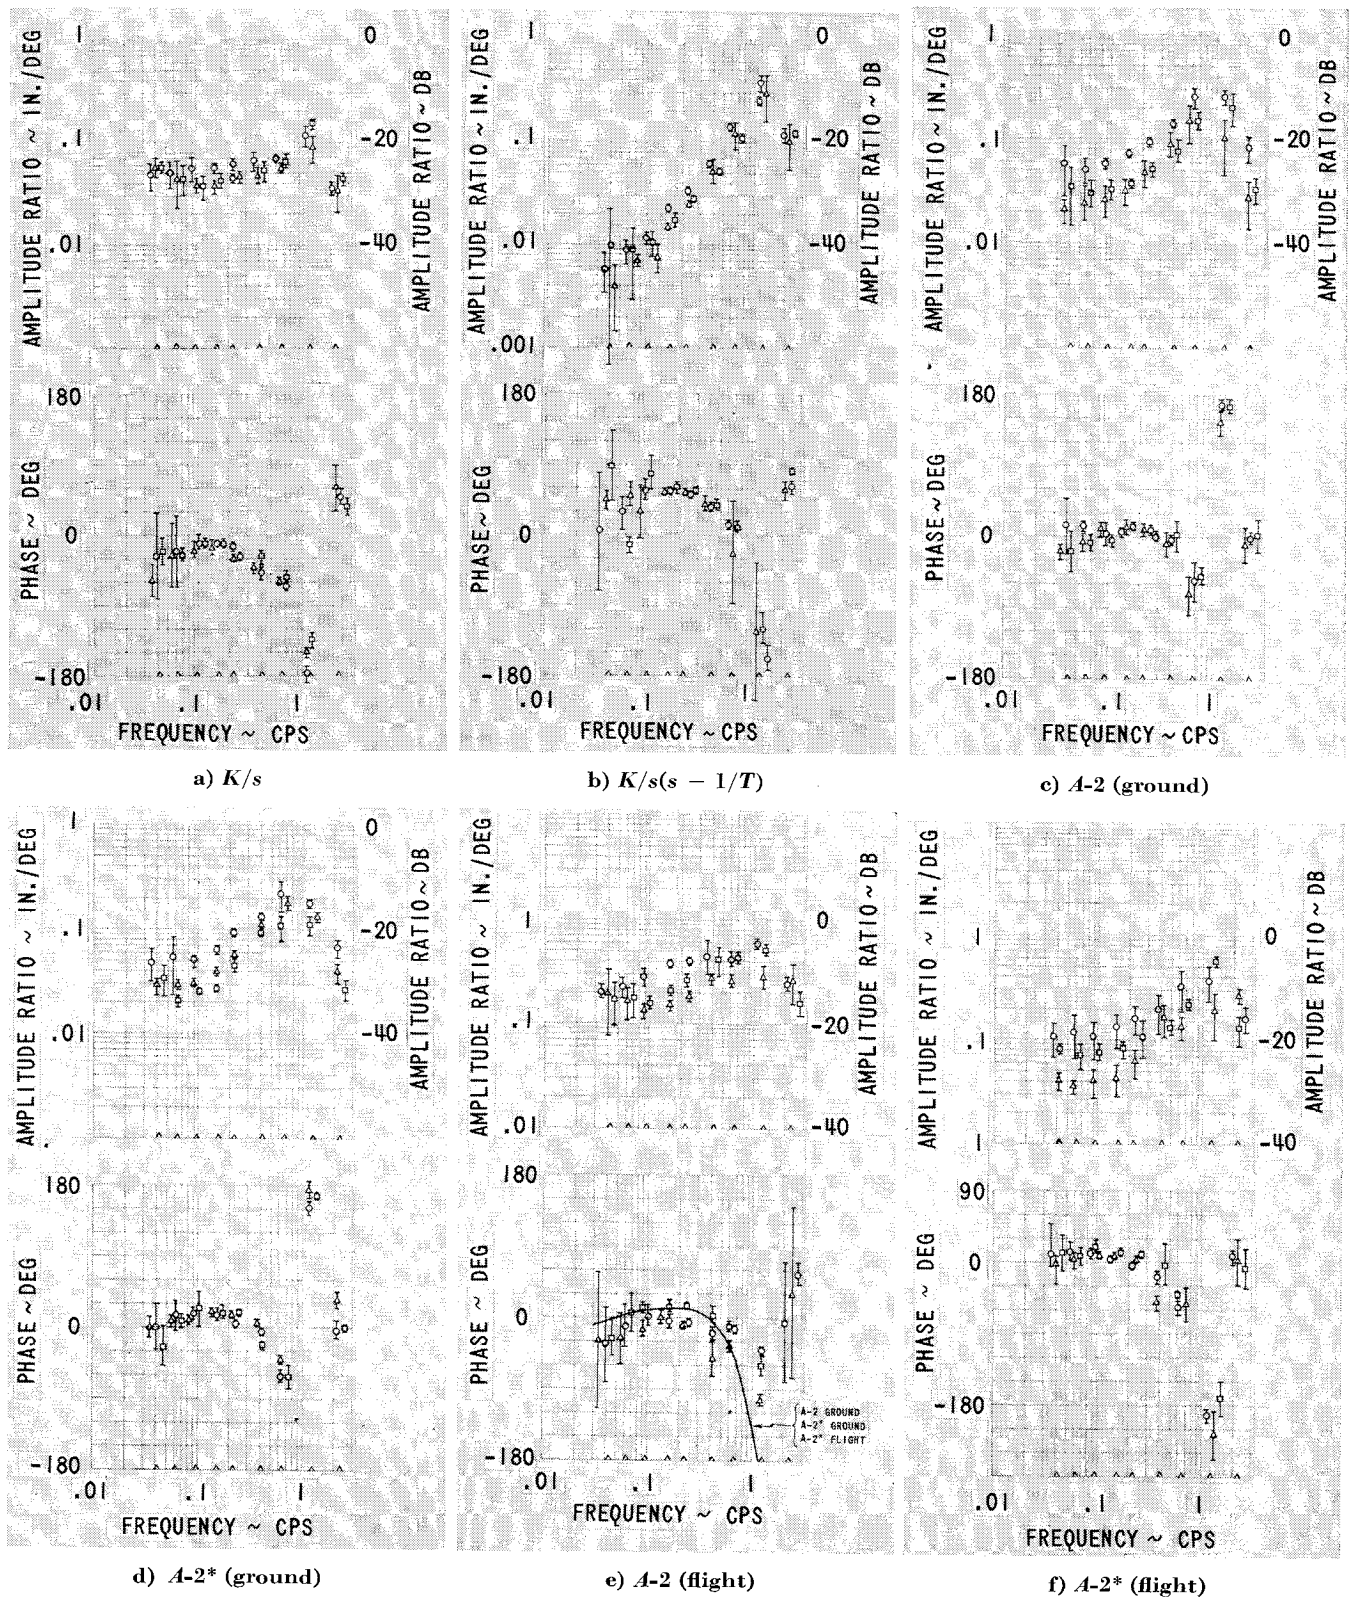 1
0
AMPLITUDE RATIO ~ IN./DEG
AMPLITUDE RATIO ~ DB
.1
-20
.01
-40
180
PHASE ~ DEG
0
-180
.01
.1
1
FREQUENCY ~ CPS
a) K/s
1
0
AMPLITUDE RATIO ~ IN./DEG
AMPLITUDE RATIO ~ DB
.1
-20
.01
-40
.001
180
PHASE ~ DEG
0
-180
.01
.1
1
FREQUENCY ~ CPS
b) K/s(s − 1/T)
1
0
AMPLITUDE RATIO ~ IN./DEG
AMPLITUDE RATIO ~ DB
.1
-20
.01
-40
180
PHASE ~ DEG
0
-180
.01
.1
1
FREQUENCY ~ CPS
c) A-2 (ground)
1
0
AMPLITUDE RATIO ~ IN./DEG
AMPLITUDE RATIO ~ DB
.1
-20
.01
-40
180
PHASE ~ DEG
0
-180
.01
.1
1
FREQUENCY ~ CPS
d) A-2* (ground)
1
0
AMPLITUDE RATIO ~ IN./DEG
AMPLITUDE RATIO ~ DB
.1
-20
.01
-40
180
PHASE ~ DEG
0
A-2 GROUND
A-2* GROUND
A-2* FLIGHT
-180
.01
.1
1
FREQUENCY ~ CPS
e) A-2 (flight)
1
0
AMPLITUDE RATIO ~ IN./DEG
AMPLITUDE RATIO ~ DB
.1
-20
1
-40
90
PHASE ~ DEG
0
-180
.01
.1
1
FREQUENCY ~ CPS
f) A-2* (flight)